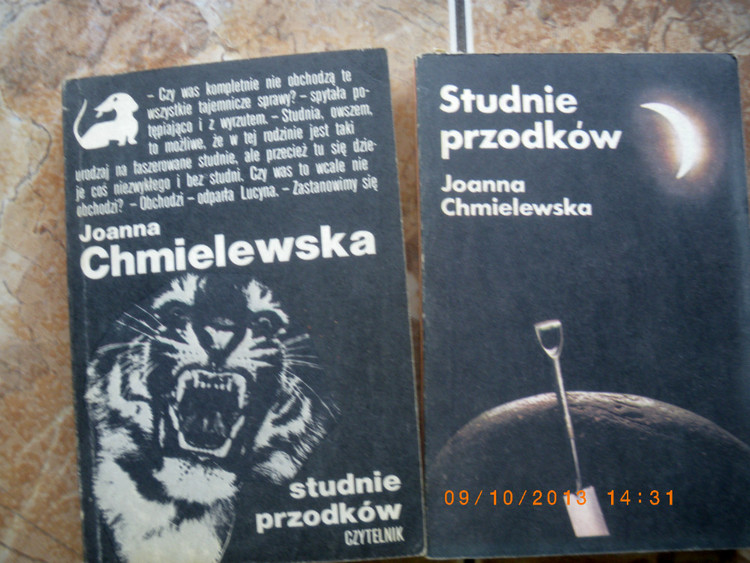 - Czy was kompletnie nie obchodzą te
wszystkie tajemnicze sprawy? - spytała po-
tępiająco i z wyrzutem. - Studnia, owszem,
to możliwe, że w tej rodzinie jest taki
urodzaj na faszerowane studnie, ale przecież tu się dzie-
je coś niezwykłego i bez studni. Czy was to wcale nie
obchodzi? - Obchodzi - odparła Lucyna. - Zastanowimy się
Joanna
Chmielewska
studnie
przodków
CZYTELNIK
Studnie
przodków
Joanna
Chmielewska
09/10/2013 14:31